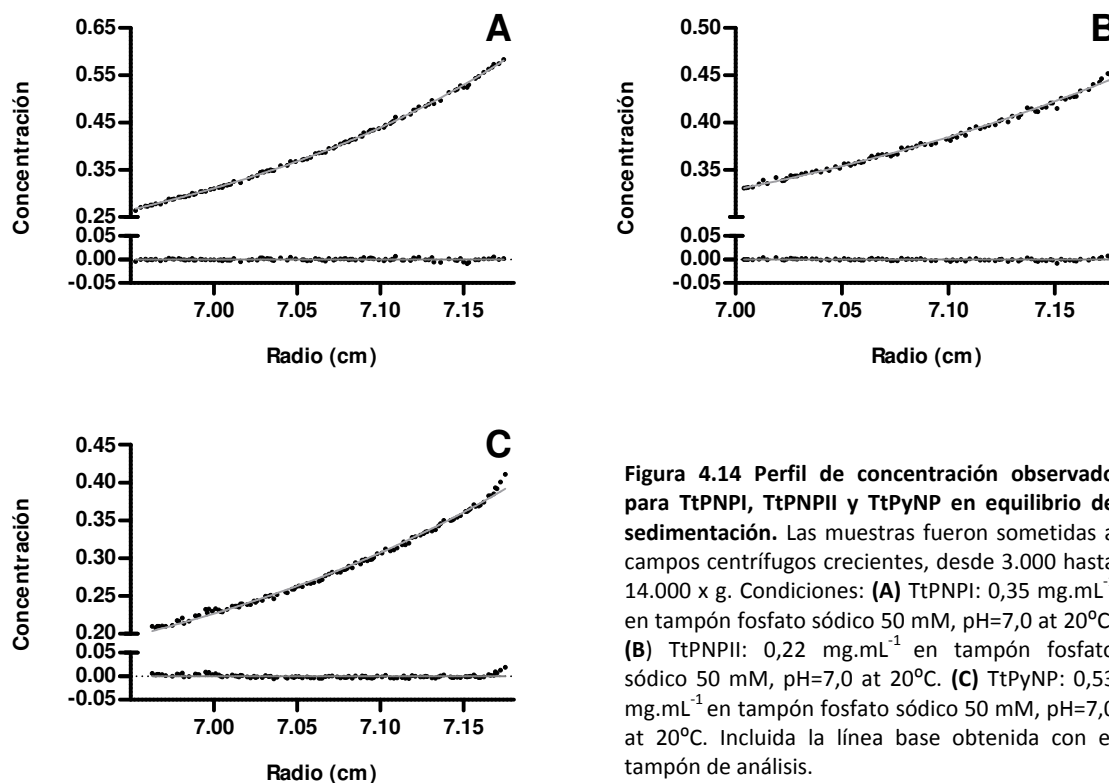 A
Concentración
0.65
0.55
0.45
0.35
0.25
0.05
0.00
-0.05
7.00 7.05 7.10 7.15
Radio (cm)
B
Concentración
0.50
0.45
0.40
0.35
0.05
0.00
-0.05
7.00 7.05 7.10 7.15
Radio (cm)
C
Concentración
0.45
0.40
0.35
0.30
0.25
0.20
0.05
0.00
-0.05
7.00 7.05 7.10 7.15
Radio (cm)
Figura 4.14 Perfil de concentración observado
para TtPNPI, TtPNPII y TtPyNP en equilibrio de
sedimentación. Las muestras fueron sometidas a
campos centrífugos crecientes, desde 3.000 hasta
14.000 x g. Condiciones: (A) TtPNPI: 0,35 mg.mL⁻¹
en tampón fosfato sódico 50 mM, pH=7,0 at 20ºC.
(B) TtPNPII: 0,22 mg.mL⁻¹ en tampón fosfato
sódico 50 mM, pH=7,0 at 20ºC. (C) TtPyNP: 0,53
mg.mL⁻¹ en tampón fosfato sódico 50 mM, pH=7,0
at 20ºC. Incluida la línea base obtenida con el
tampón de análisis.